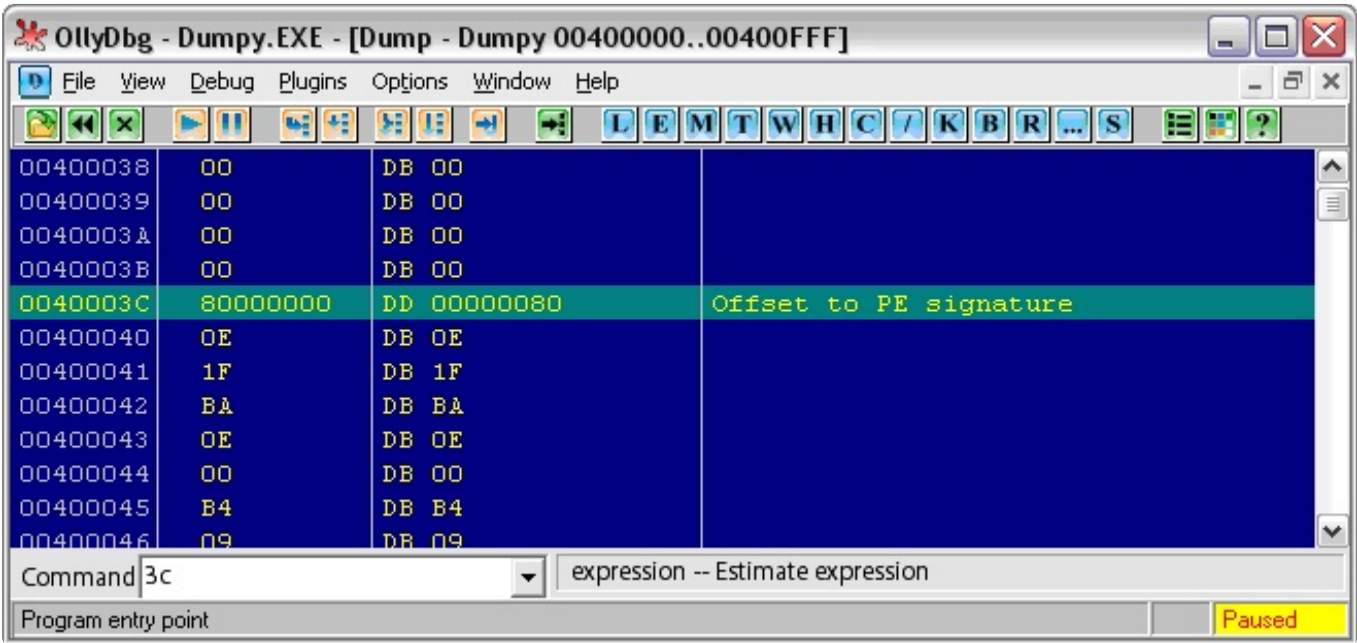 OllyDbg - Dumpy.EXE - [Dump - Dumpy 00400000..00400FFF]
D File View Debug Plugins Options Window Help
L E M T W H C / K B R ... S ?
00400038 00 DB 00
00400039 00 DB 00
0040003A 00 DB 00
0040003B 00 DB 00
0040003C 80000000 DD 00000080 Offset to PE signature
00400040 0E DB 0E
00400041 1F DB 1F
00400042 BA DB BA
00400043 0E DB 0E
00400044 00 DB 00
00400045 B4 DB B4
00400046 09 DB 09
Command 3c expression -- Estimate expression
Program entry point Paused